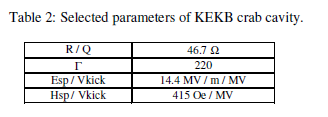 Table 2: Selected parameters of KEKB crab cavity.
R / Q 46.7 Ω
Γ 220
Esp / Vkick 14.4 MV / m / MV
Hsp / Vkick 415 Oe / MV